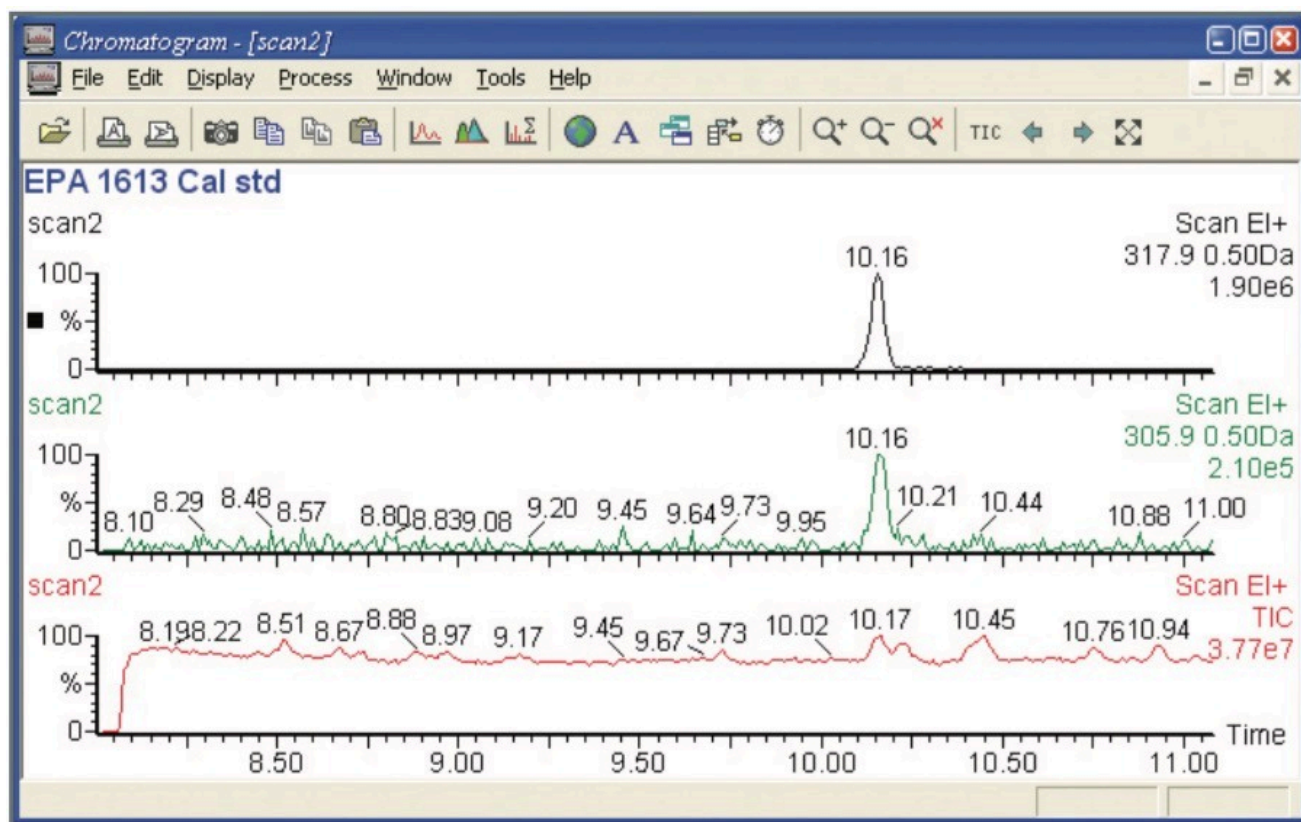 Chromatogram - [scan2]
File Edit Display Process Window Tools Help
A A A TIC
EPA 1613 Cal std
scan2
Scan EI+
317.9 0.50Da
1.90e6
10.16
100
%
0
scan2
Scan EI+
305.9 0.50Da
2.10e5
10.16
100
%
0
8.10 8.29 8.48 8.57 8.80 8.83 9.08 9.20 9.45 9.64 9.73 9.95 10.21 10.44 10.88 11.00
scan2
Scan EI+
TIC
3.77e7
100
%
0
8.19 8.22 8.51 8.67 8.88 8.97 9.17 9.45 9.67 9.73 10.02 10.17 10.45 10.76 10.94
Time
8.50 9.00 9.50 10.00 10.50 11.00